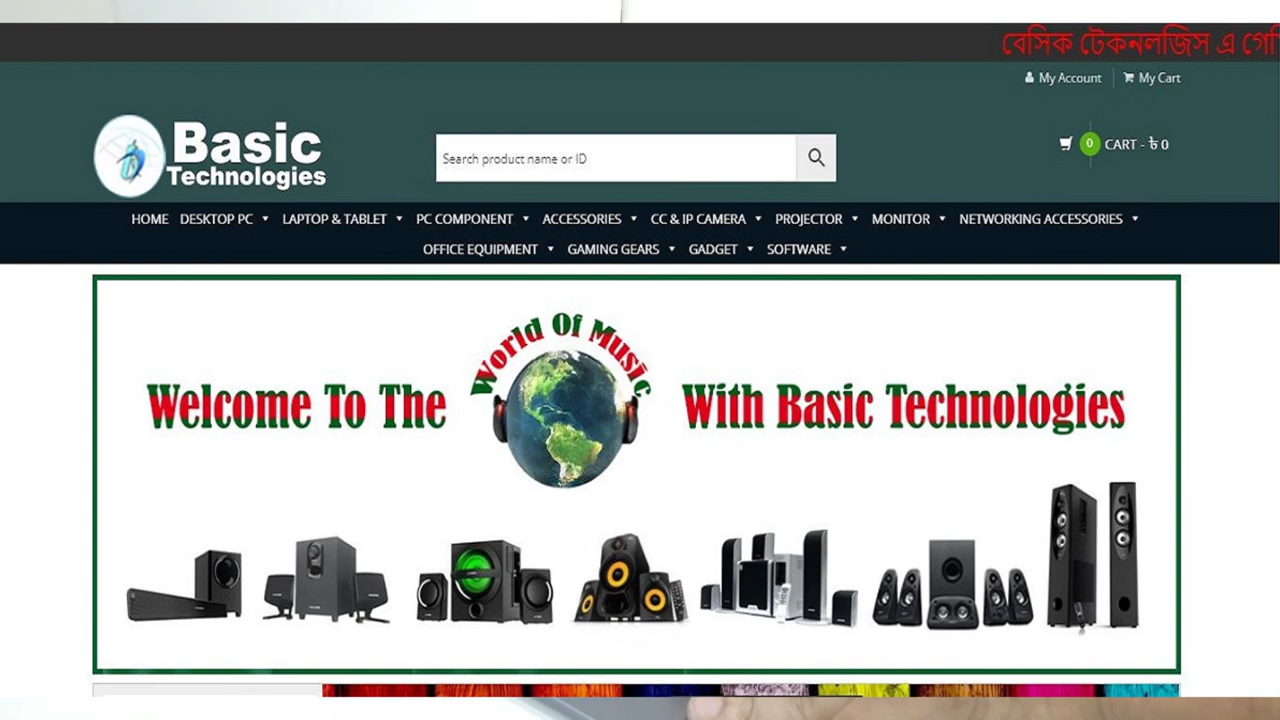 বেসিক টেকনলজিস এ
My Account
My Cart
Basic
Technologies
Search product name or ID
0 CART - ৳ 0
HOME DESKTOP PC LAPTOP & TABLET PC COMPONENT ACCESSORIES CC & IP CAMERA PROJECTOR MONITOR NETWORKING ACCESSORIES
OFFICE EQUIPMENT GAMING GEARS GADGET SOFTWARE
World Of Music
Welcome To The With Basic Technologies